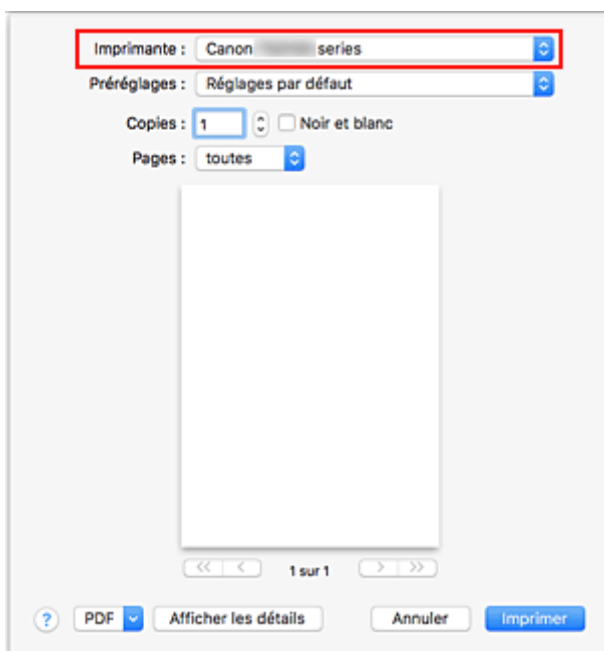 Imprimante : Canon series
Préréglages : Réglages par défaut
Copies : 1 Noir et blanc
Pages : toutes
<< < 1 sur 1 > >>
? PDF Afficher les détails Annuler Imprimer